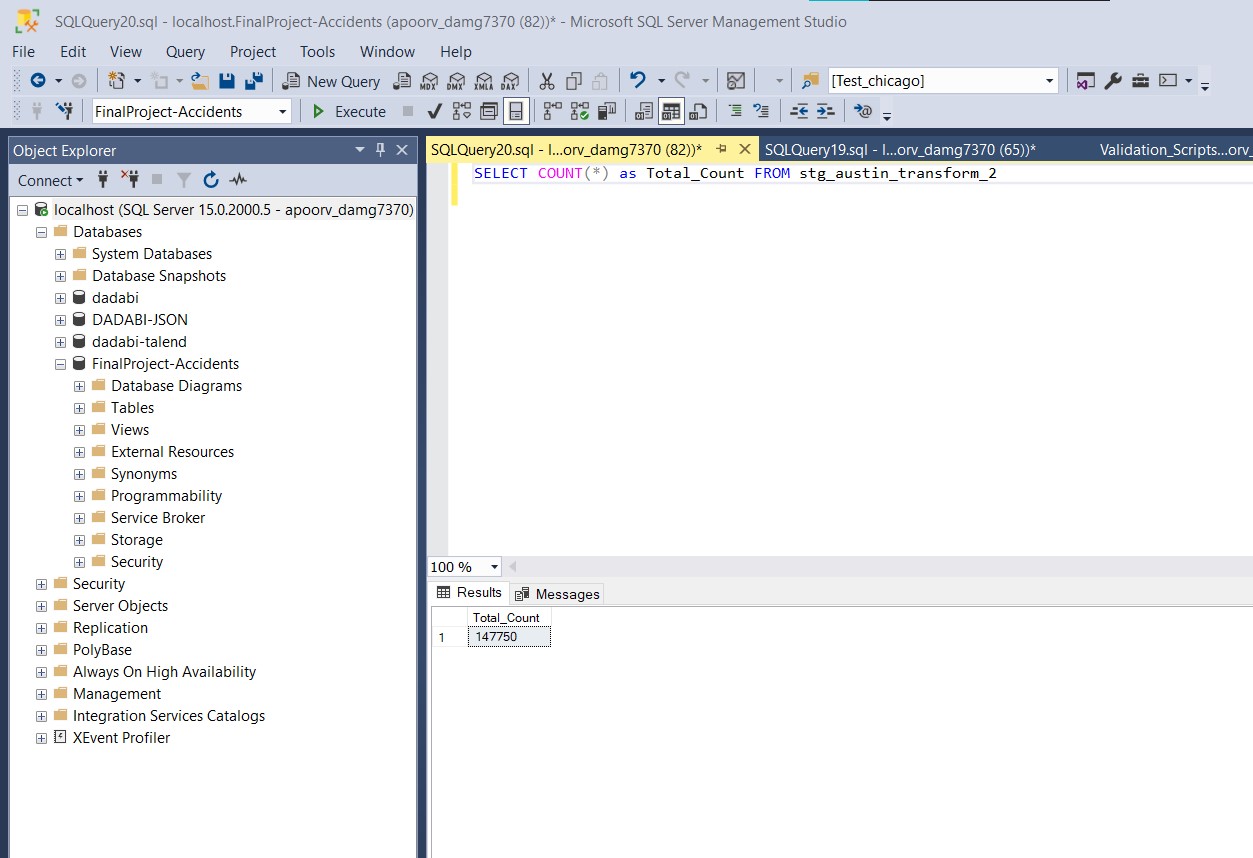 SQLQuery20.sql - localhost.FinalProject-Accidents (apoorv_damg7370 (82))* - Microsoft SQL Server Management Studio
File Edit View Query Project Tools Window Help
New Query MDX DMX XMLA DAX [Test_chicago]
FinalProject-Accidents Execute
Object Explorer
SQLQuery20.sql - l...orv_damg7370 (82))* SQLQuery19.sql - l...orv_damg7370 (65))* Validation_Scripts...orv_
Connect
SELECT COUNT(*) as Total_Count FROM stg_austin_transform_2
localhost (SQL Server 15.0.2000.5 - apoorv_damg7370)
Databases
System Databases
Database Snapshots
dadabi
DADABI-JSON
dadabi-talend
FinalProject-Accidents
Database Diagrams
Tables
Views
External Resources
Synonyms
Programmability
Service Broker
Storage
Security
Security
Server Objects
Replication
PolyBase
Always On High Availability
Management
Integration Services Catalogs
XEvent Profiler
100 %
Results Messages
Total_Count
1 147750